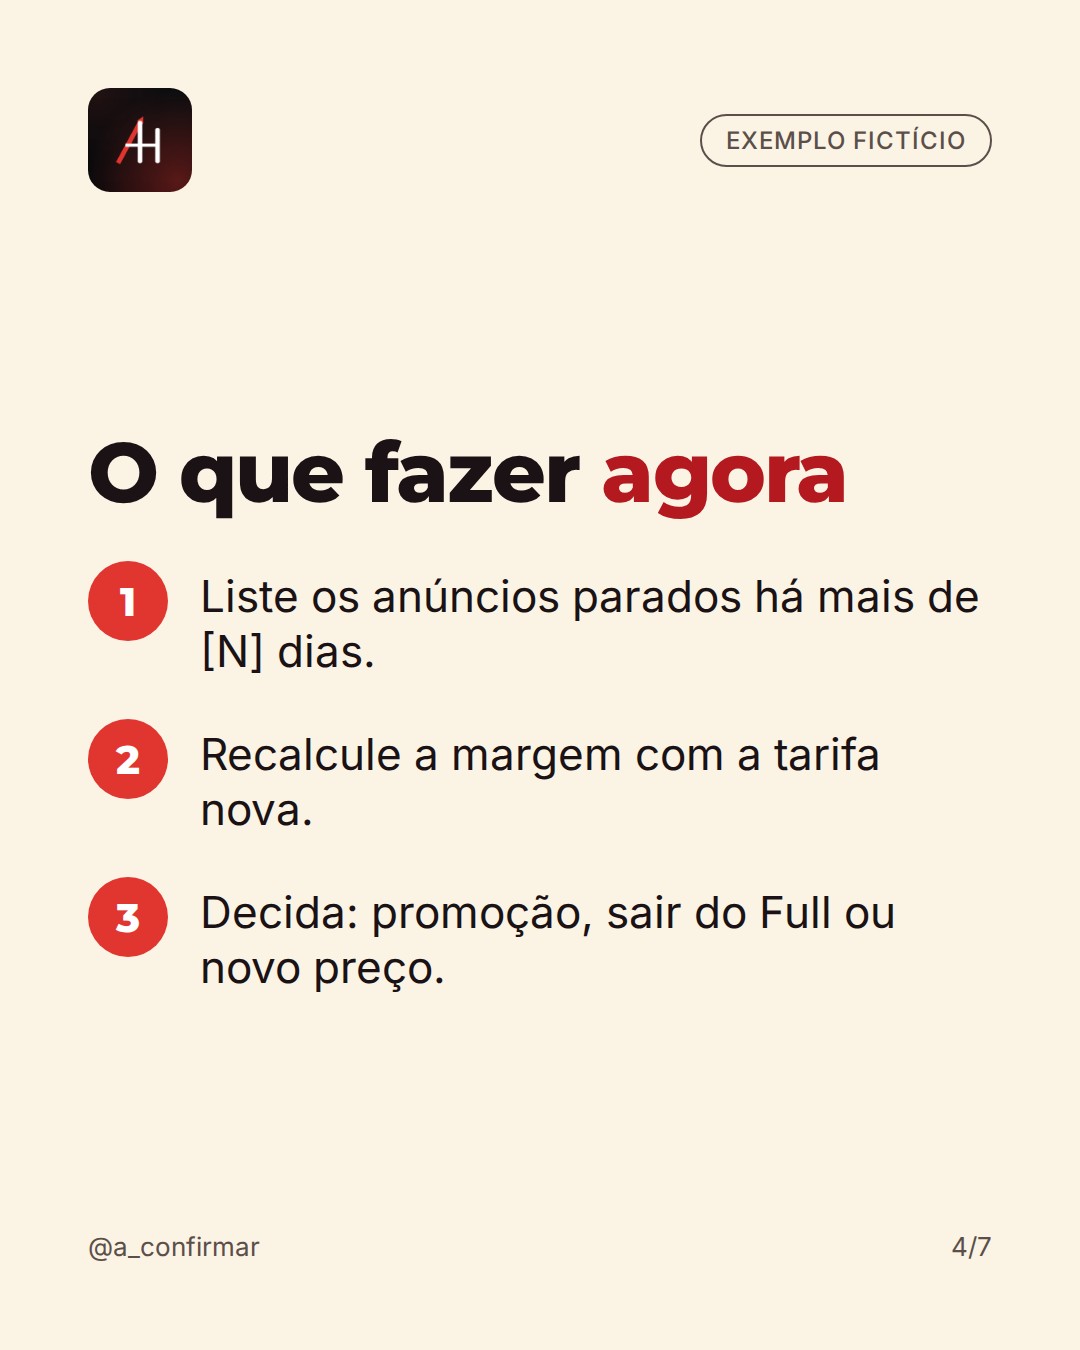 AH
EXEMPLO FICTÍCIO
O que fazer agora
1
Liste os anúncios parados há mais de
[N] dias.
2
Recalcule a margem com a tarifa
nova.
3
Decida: promoção, sair do Full ou
novo preço.
@a_confirmar
4/7